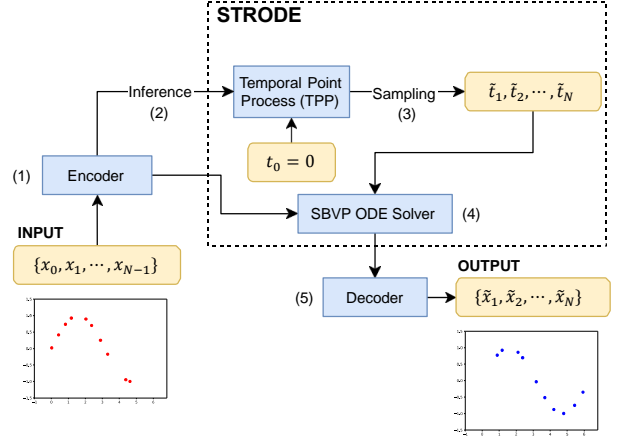 STRODE
Inference
(2)
Temporal Point
Process (TPP)
Sampling
(3)
t̃₁, t̃₂, ⋯, t̃_N
t₀ = 0
(1)
Encoder
SBVP ODE Solver
(4)
INPUT
{x₀, x₁, ⋯, x_{N−1}}
(5)
Decoder
OUTPUT
{x̃₁, x̃₂, ⋯, x̃_N}